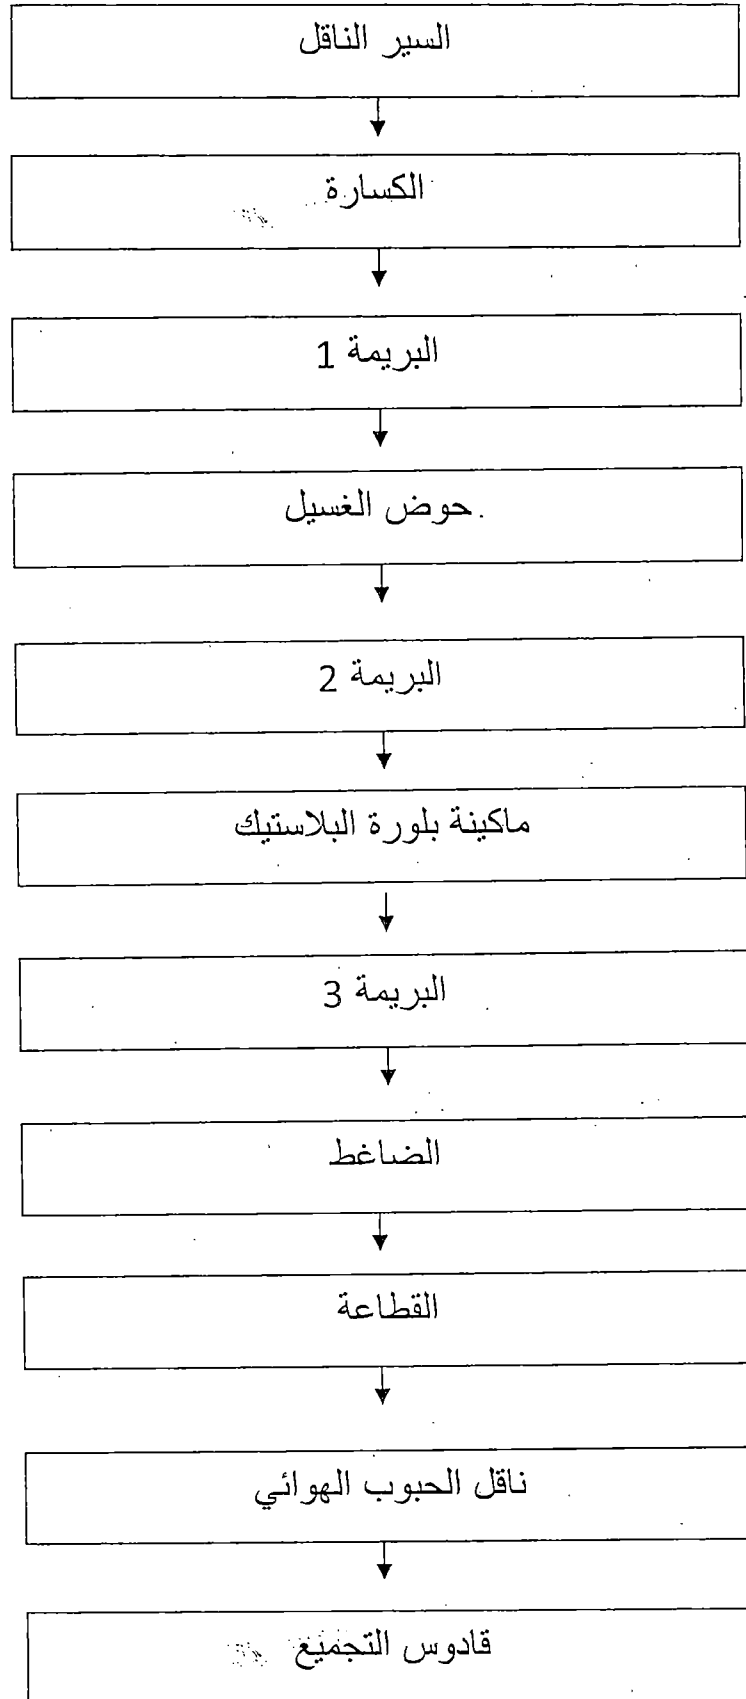 السير الناقل
الكسارة
البريمة 1
حوض الغسيل
البريمة 2
ماكينة بلورة البلاستيك
البريمة 3
الضاغط
القطاعة
ناقل الحبوب الهوائي
قادوس التجميع